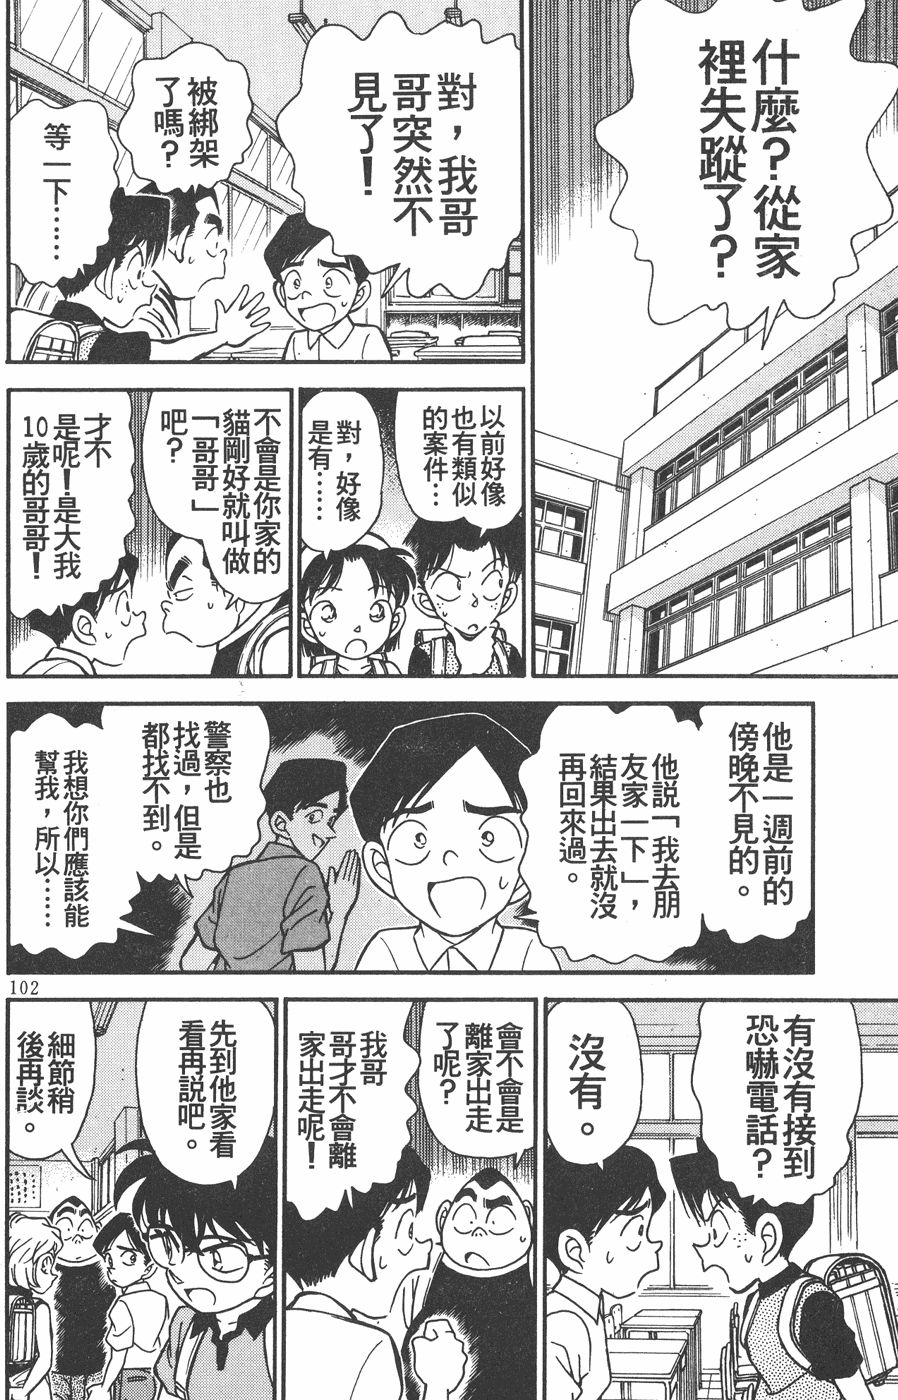 什麼？從家
裡失蹤了？
對，我哥
哥突然不
見了！
被綁架
了嗎？
等一下……
以前好像
也有類似
的案件…
對，好像
是有……
不會是你家的
貓剛好就叫做
「哥哥」
吧？
才不
是呢！是大我
10歲的哥哥！
他是一週前的
傍晚不見的。
他說「我去朋
友家一下」，
結果出去就沒
再回來過。
警察也
找過，但是
都找不到。
我想你們應該能
幫我，所以……
102
有沒有接到
恐嚇電話？
沒有。
會不會是
離家出走
了呢？
我哥
哥才不會離
家出走呢！
先到他家看
看再說吧。
細節稍
後再談。